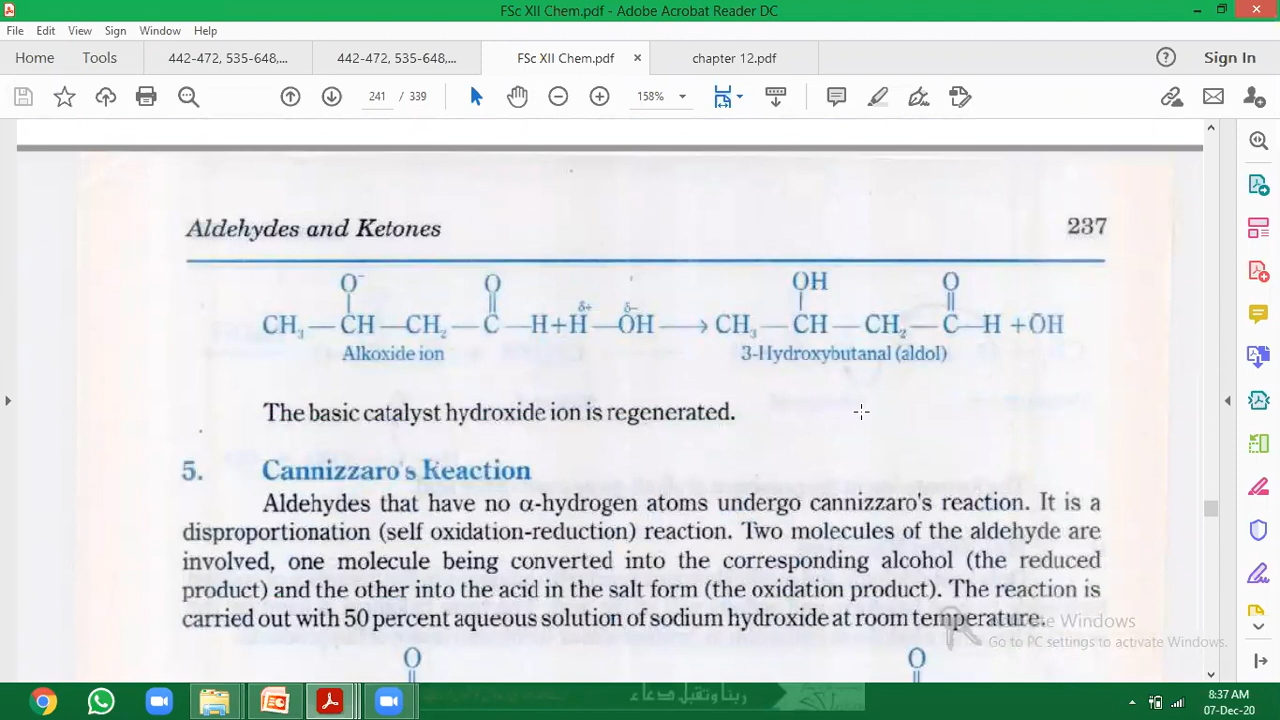 FSc XII Chem.pdf - Adobe Acrobat Reader DC
File Edit View Sign Window Help
Home Tools 442-472, 535-648,... 442-472, 535-648,... FSc XII Chem.pdf × chapter 12.pdf ? Sign In
241 / 339 158%
Aldehydes and Ketones 237
O⁻ O OH O
CH₃—CH—CH₂—C—H+H^δ+—OH^δ-—→CH₃—CH—CH₂—C—H +ŌH
Alkoxide ion 3-Hydroxybutanal (aldol)
The basic catalyst hydroxide ion is regenerated.
5. Cannizzaro's Reaction
Aldehydes that have no α-hydrogen atoms undergo cannizzaro's reaction. It is a
disproportionation (self oxidation-reduction) reaction. Two molecules of the aldehyde are
involved, one molecule being converted into the corresponding alcohol (the reduced
product) and the other into the acid in the salt form (the oxidation product). The reaction is
carried out with 50 percent aqueous solution of sodium hydroxide at room temperature.
Activate Windows
Go to PC settings to activate Windows.
O O
ربنا وتقبل دعاء
8:37 AM
07-Dec-20